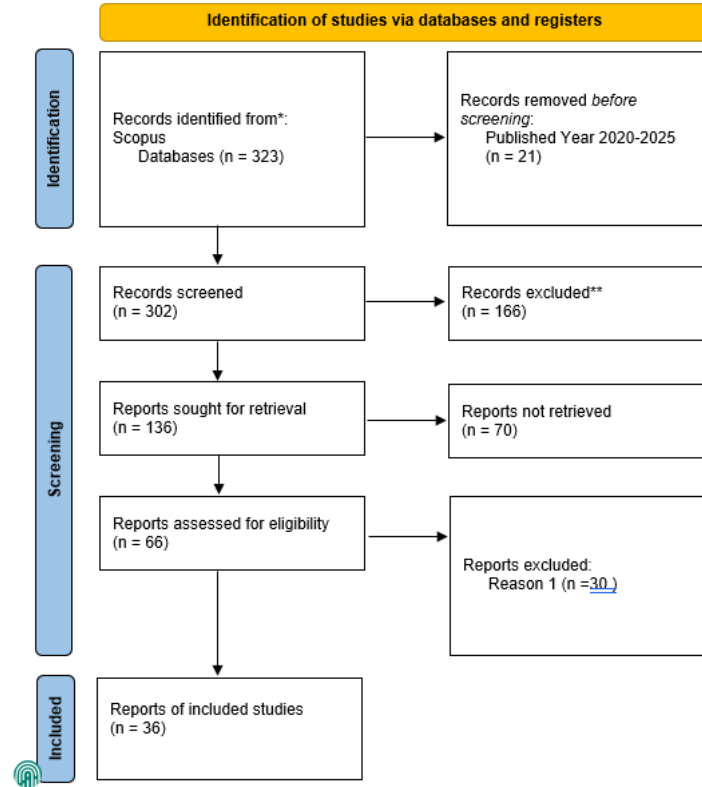 Identification of studies via databases and registers
Identification
Records identified from*:
Scopus
Databases (n = 323)
Records removed before
screening:
Published Year 2020-2025
(n = 21)
Screening
Records screened
(n = 302)
Records excluded**
(n = 166)
Reports sought for retrieval
(n = 136)
Reports not retrieved
(n = 70)
Reports assessed for eligibility
(n = 66)
Reports excluded:
Reason 1 (n =30 )
Included
Reports of included studies
(n = 36)